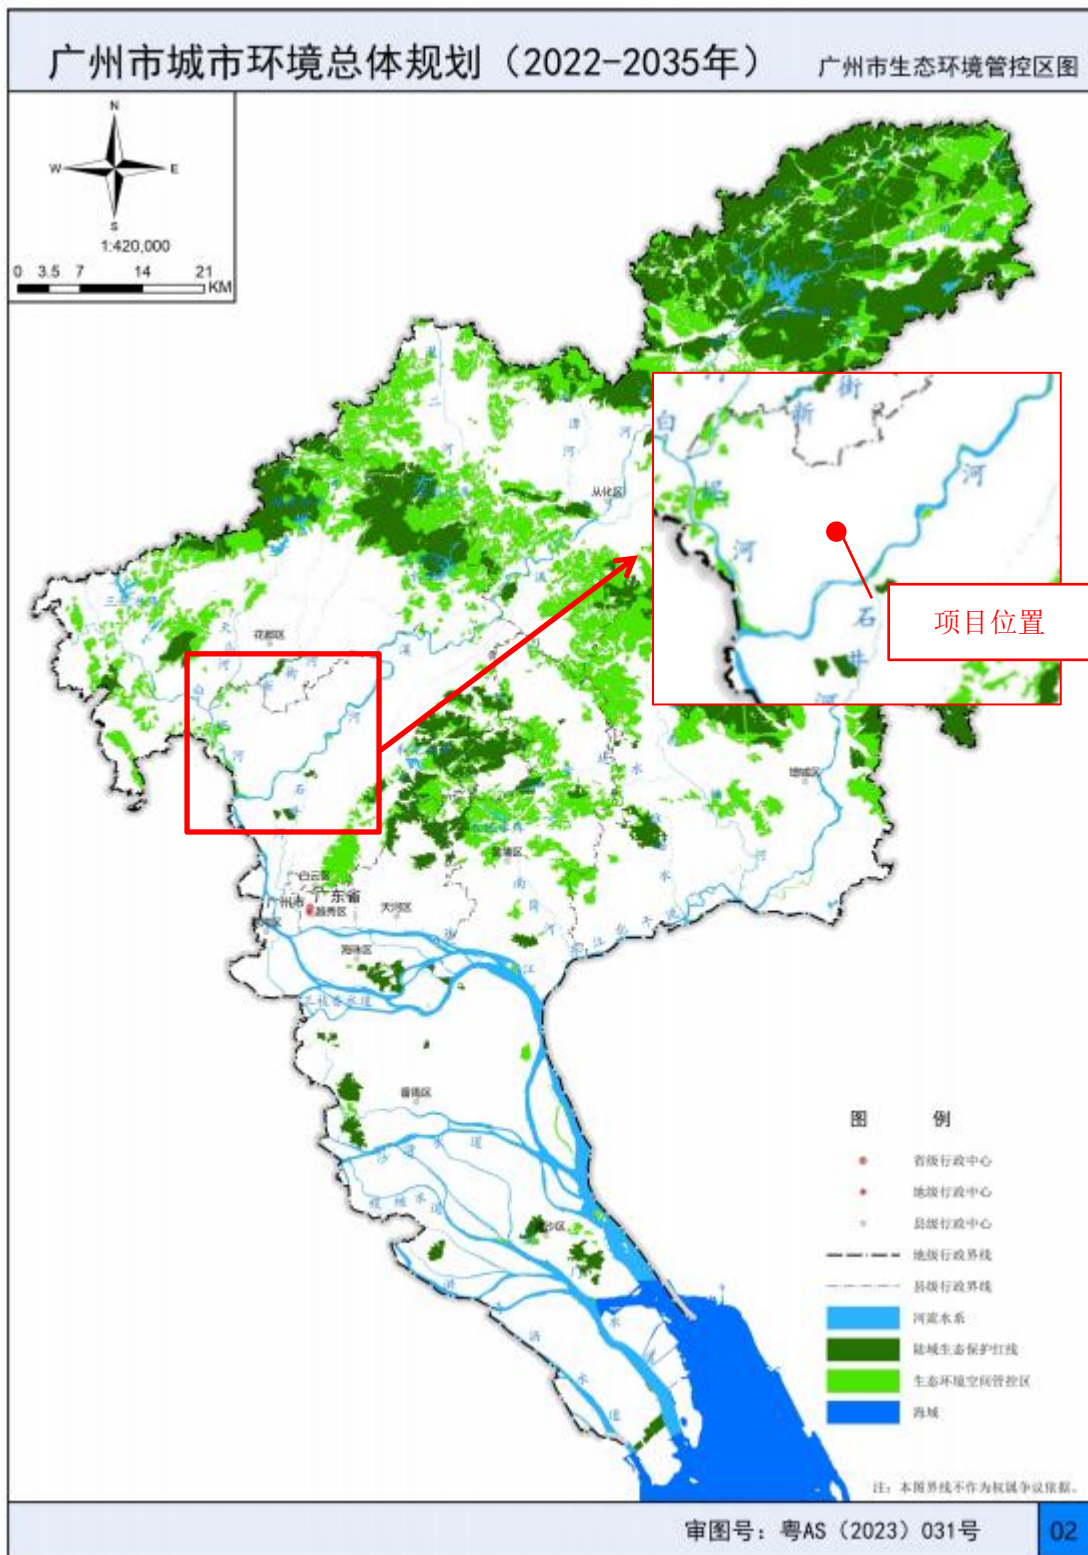 广州市城市环境总体规划（2022-2035年）
广州市生态环境管控区图
N
W E
S
1:420,000
0 3.5 7 14 21
KM
从化区
花都区
增城区
黄埔区
白云区
广州市 广东省
越秀区
天河区
海珠区
番禺区
白
坭
河
新
街
河
石
井
河
项目位置
图 例
省级行政中心
地级行政中心
县级行政中心
地级行政界线
县级行政界线
河流水系
陆域生态保护红线
生态环境空间管控区
海域
注：本图界线不作为权属争议依据。
审图号：粤AS（2023）031号
02